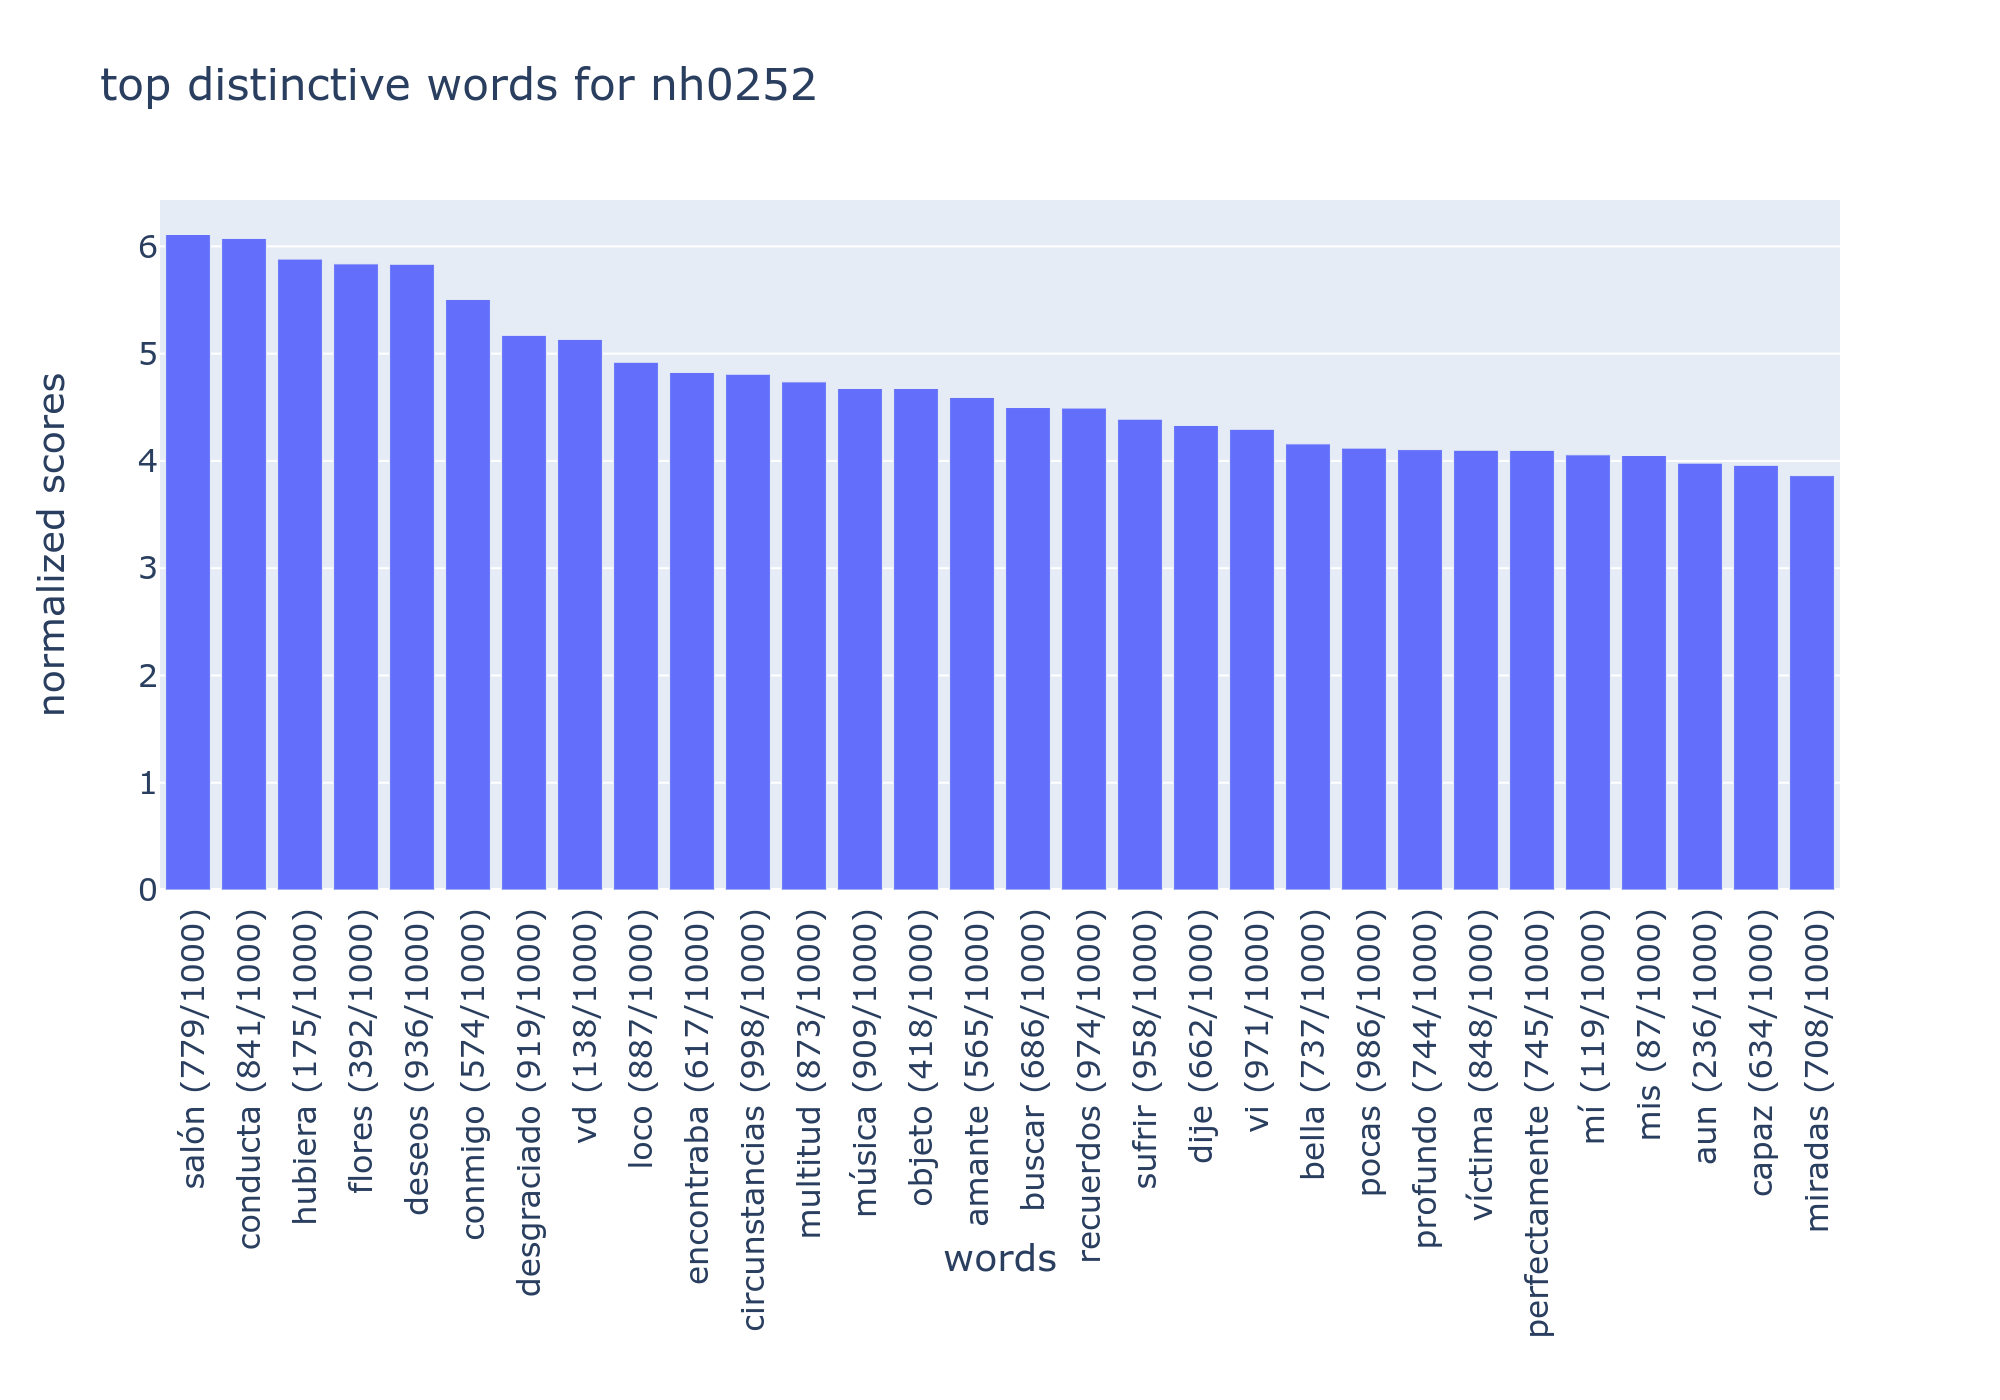 top distinctive words for nh0252
normalized scores
6
5
4
3
2
1
0
salón (779/1000)
conducta (841/1000)
hubiera (175/1000)
flores (392/1000)
deseos (936/1000)
conmigo (574/1000)
desgraciado (919/1000)
vd (138/1000)
loco (887/1000)
encontraba (617/1000)
circunstancias (998/1000)
multitud (873/1000)
música (909/1000)
objeto (418/1000)
amante (565/1000)
buscar (686/1000)
recuerdos (974/1000)
sufrir (958/1000)
dije (662/1000)
vi (971/1000)
bella (737/1000)
pocas (986/1000)
profundo (744/1000)
víctima (848/1000)
perfectamente (745/1000)
mí (119/1000)
mis (87/1000)
aun (236/1000)
capaz (634/1000)
miradas (708/1000)
words